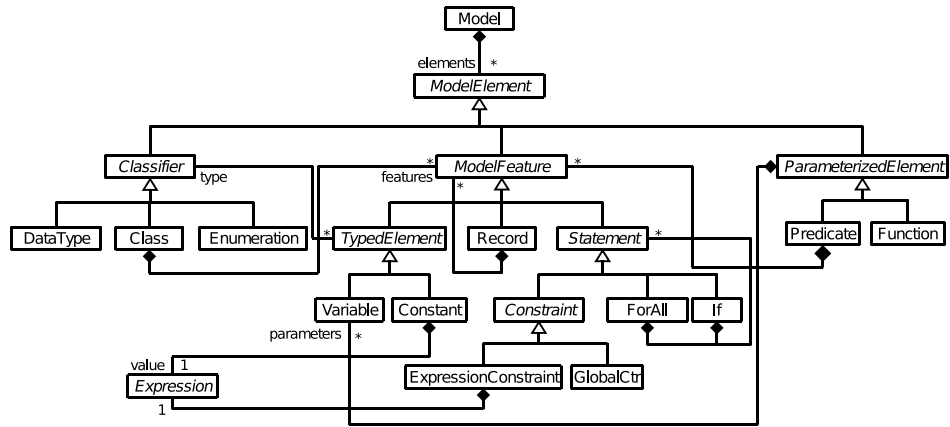 Model
elements *
ModelElement
Classifier * ModelFeature * ParameterizedElement
type features *
DataType Class Enumeration * TypedElement Record Statement * Predicate Function
Variable Constant Constraint ForAll If
parameters *
value 1
Expression ExpressionConstraint GlobalCtr
1